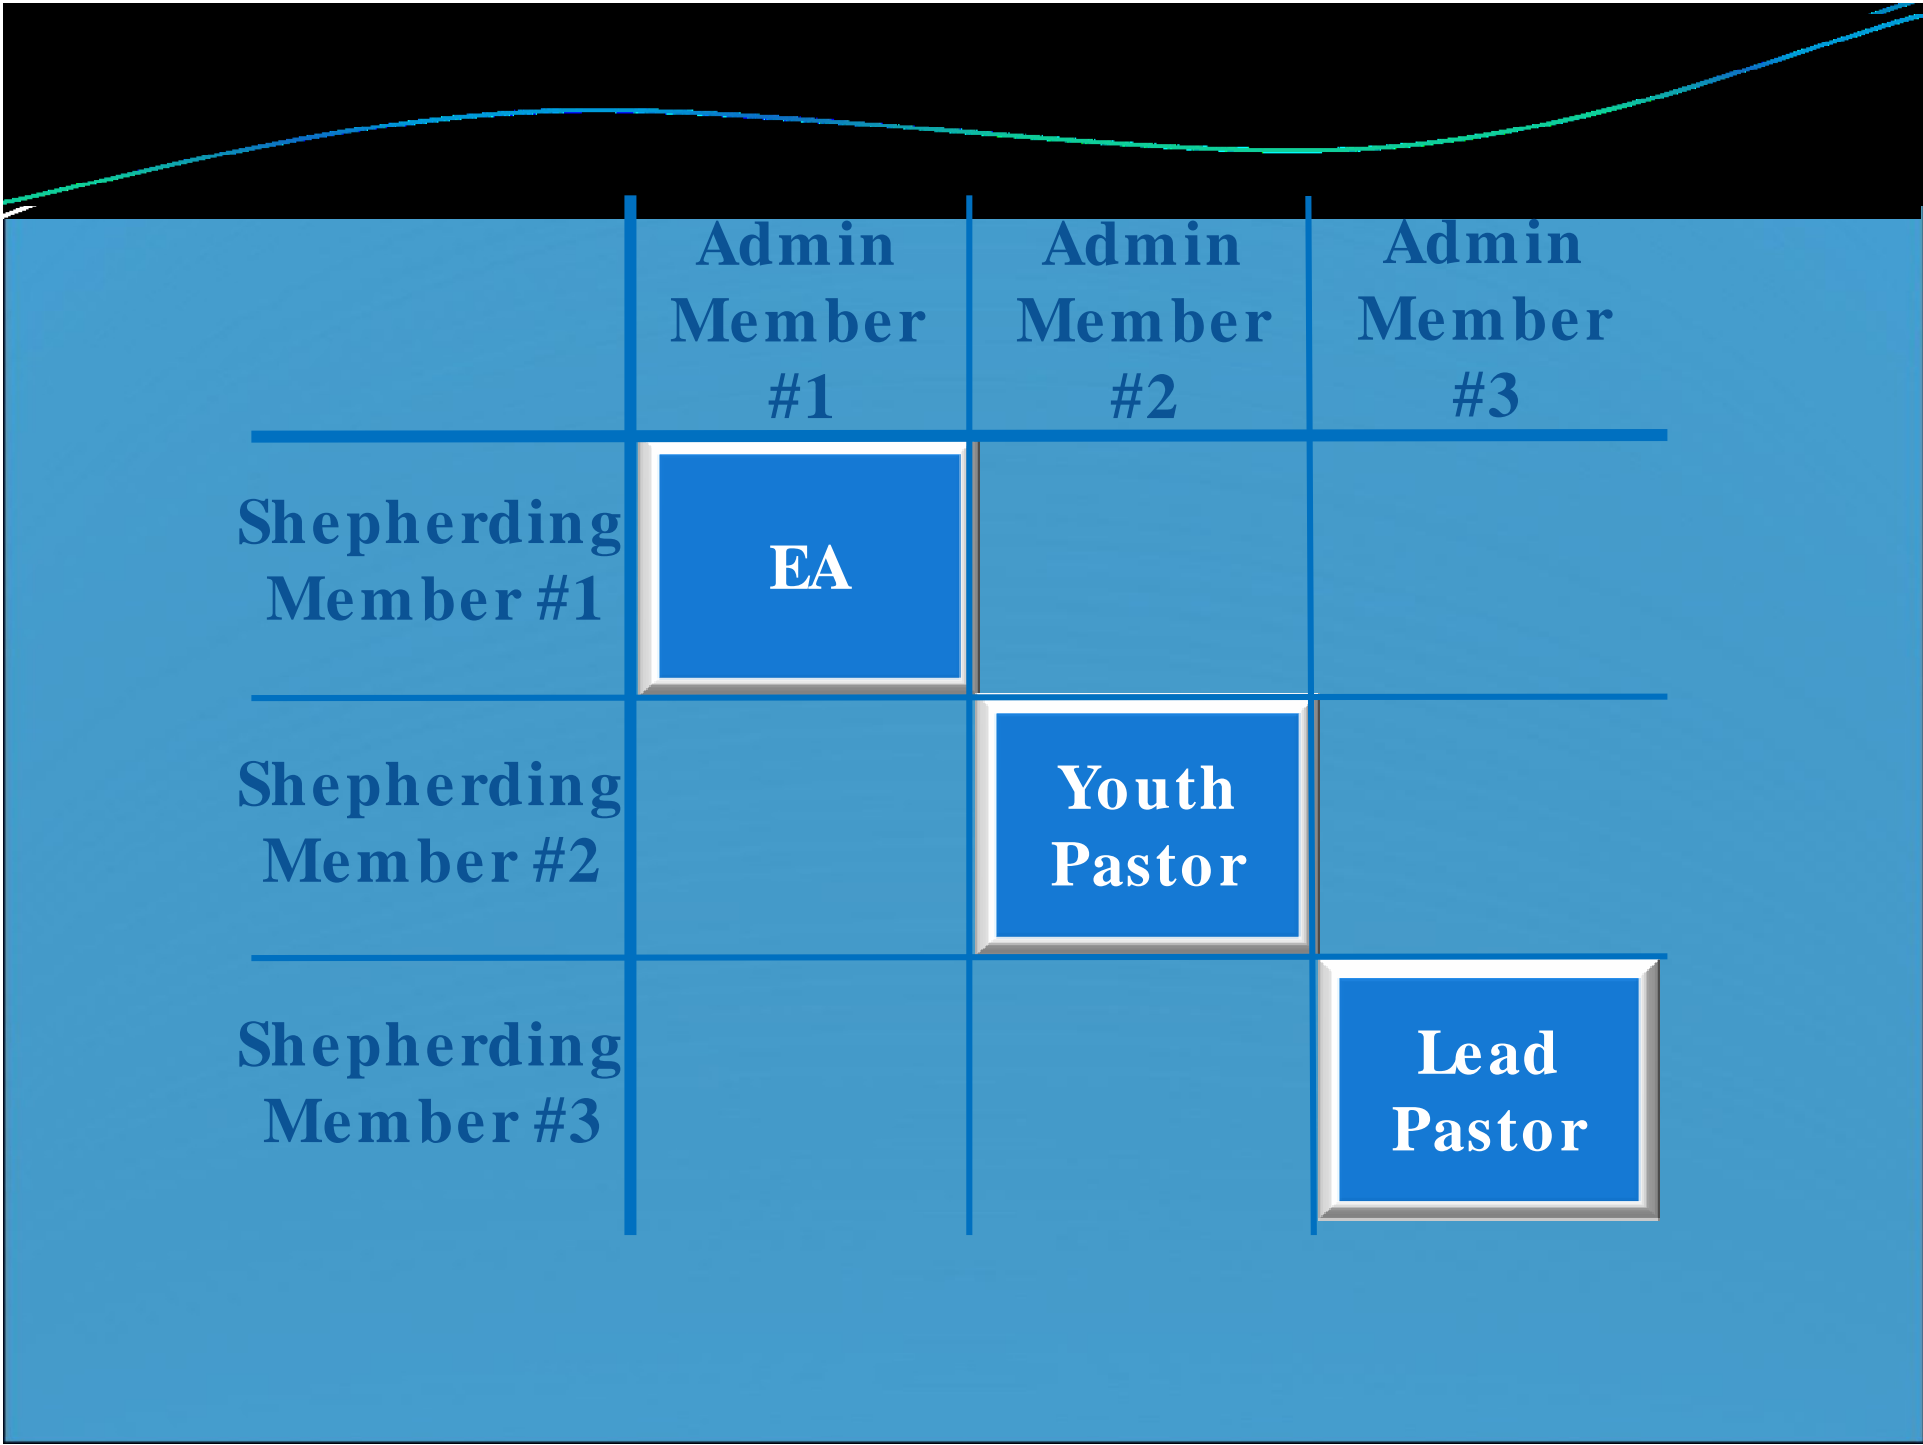 Admin
Member
#1
Admin
Member
#2
Admin
Member
#3
Shepherding
Member #1
EA
Shepherding
Member #2
Youth
Pastor
Shepherding
Member #3
Lead
Pastor